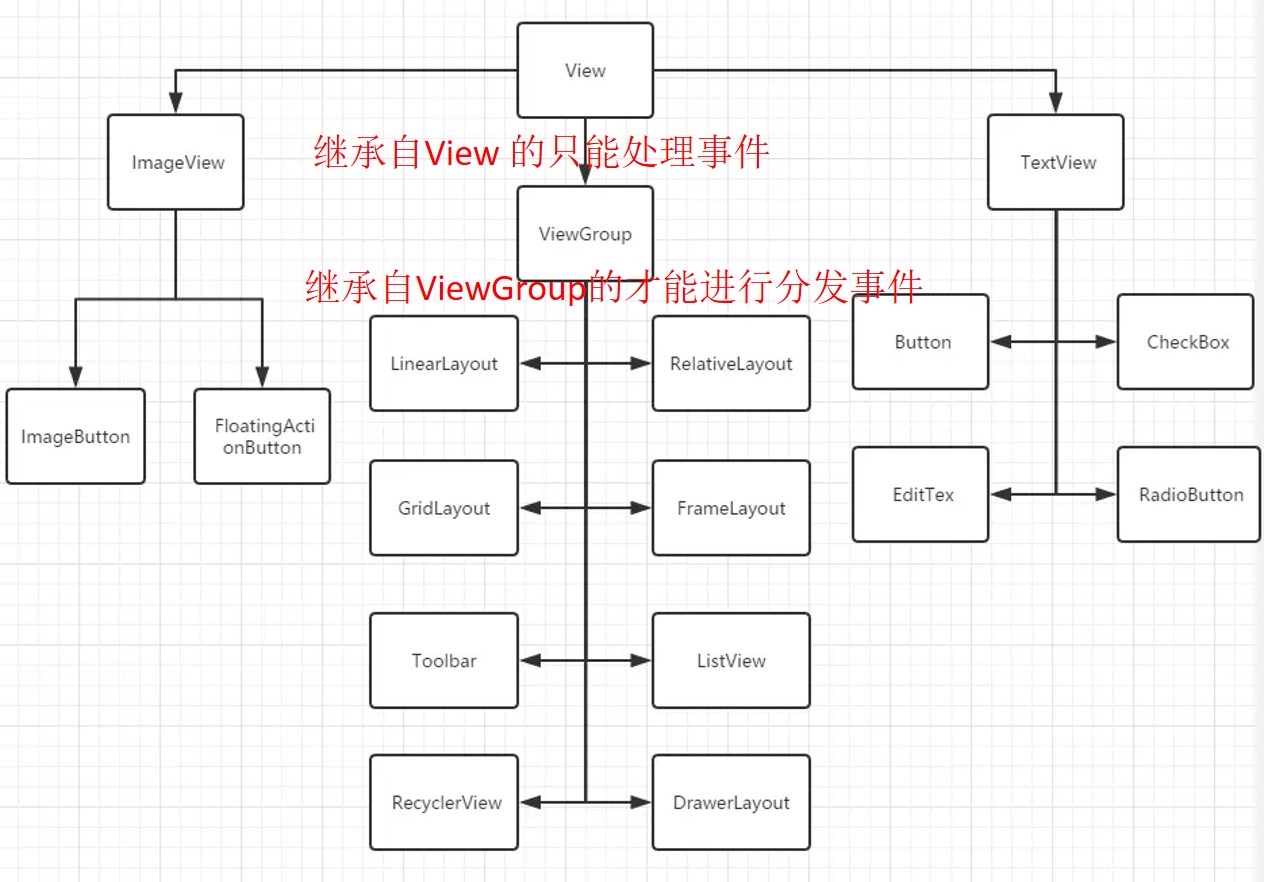 View
继承自View 的只能处理事件
ImageView
TextView
ViewGroup
继承自ViewGroup的才能进行分发事件
Button
CheckBox
LinearLayout
RelativeLayout
ImageButton
FloatingActi
onButton
EditTex
RadioButton
GridLayout
FrameLayout
Toolbar
ListView
RecyclerView
DrawerLayout